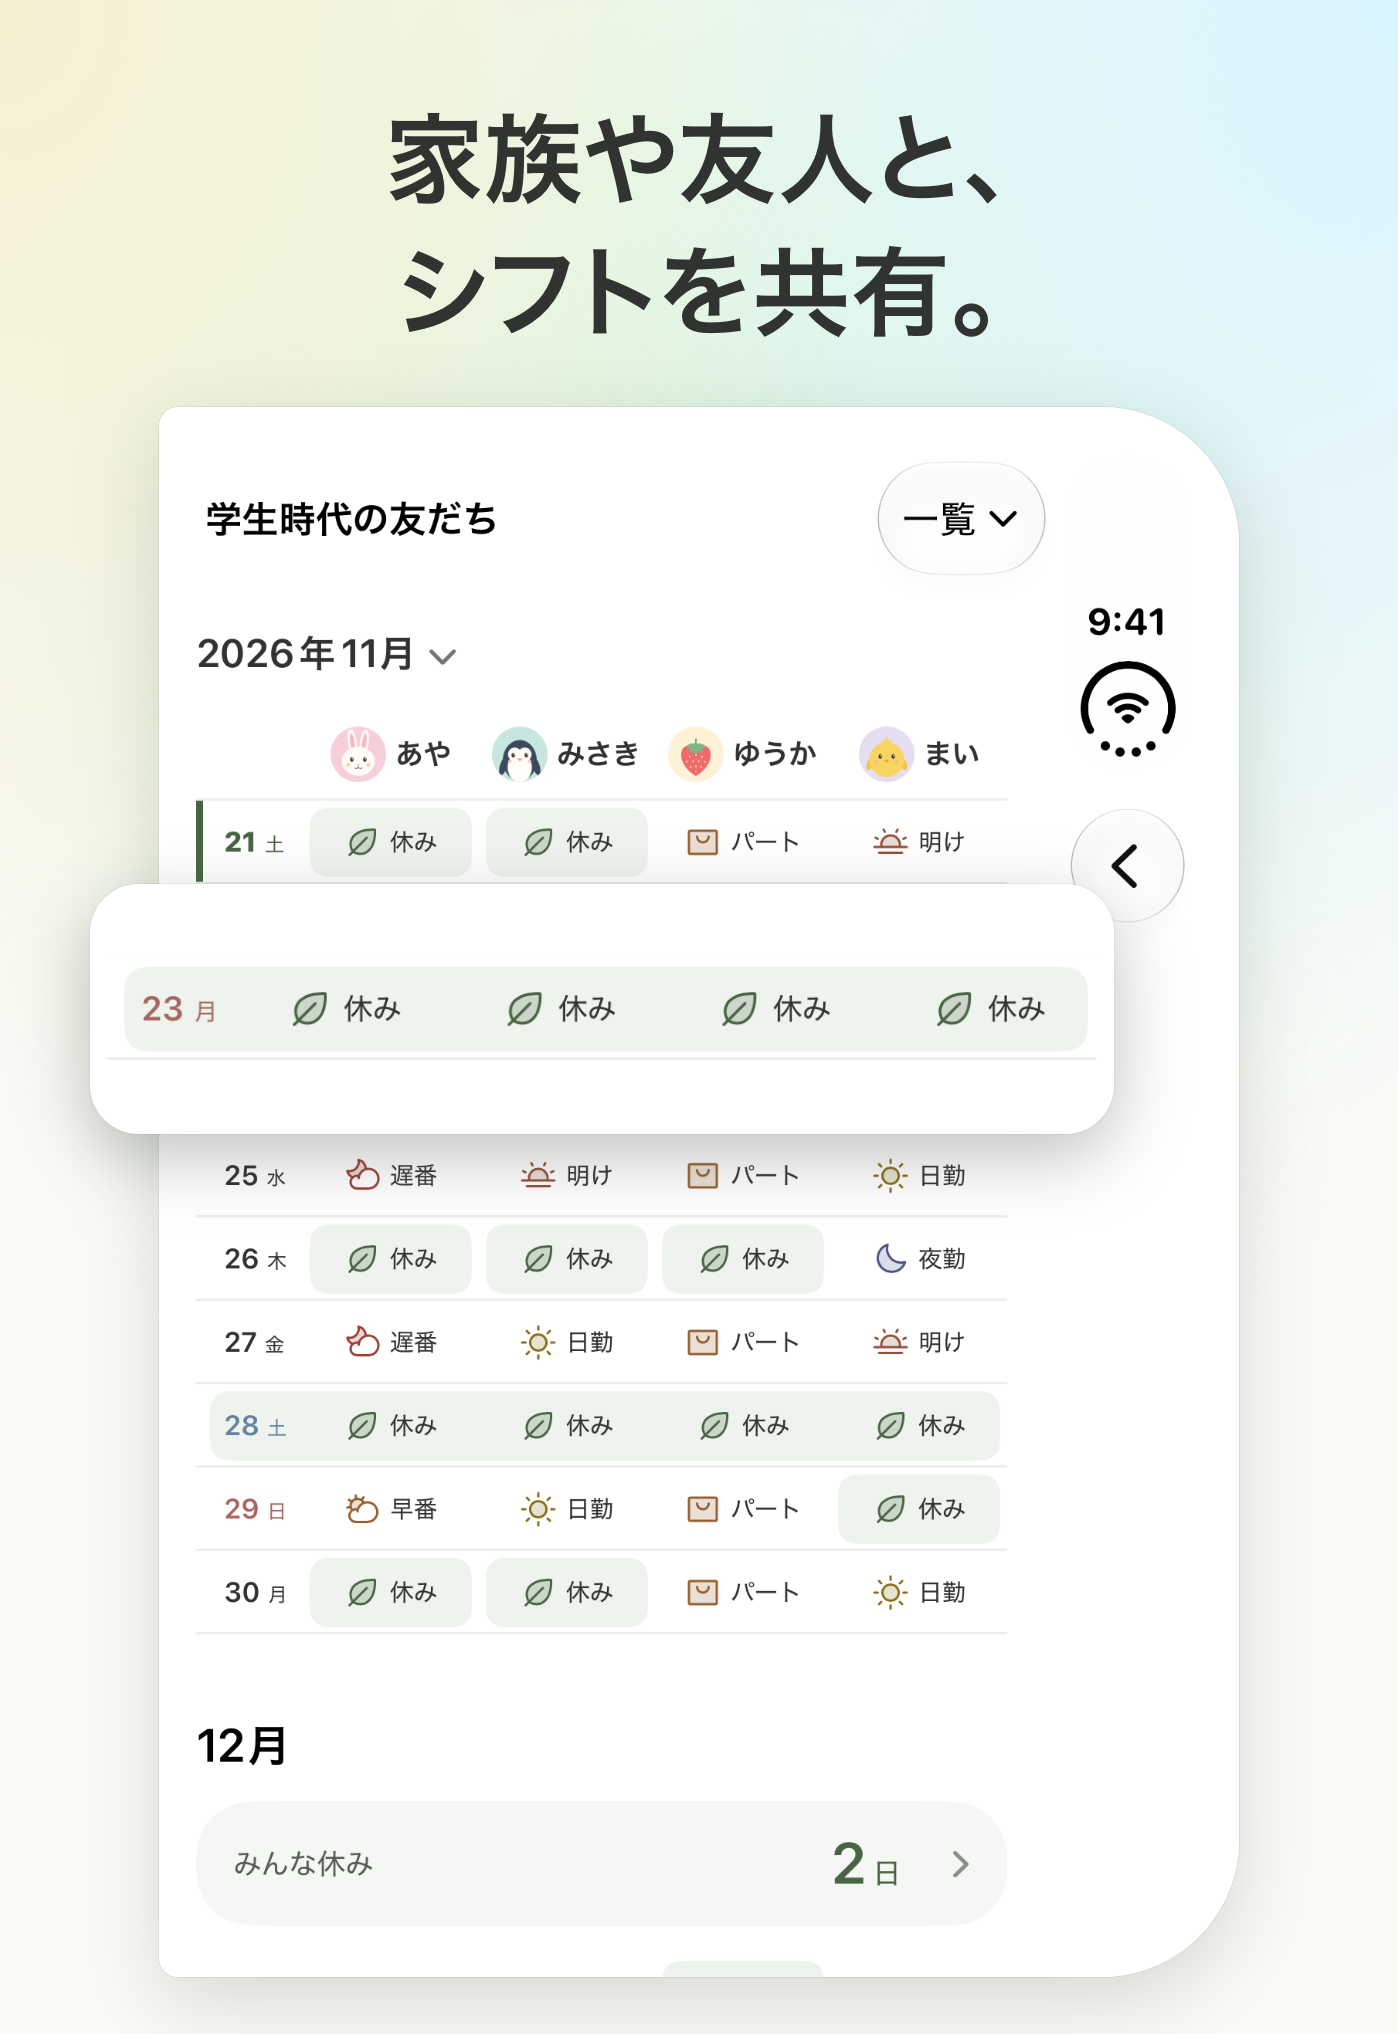 家族や友人と、
シフトを共有。
学生時代の友だち
一覧
9:41
2026年11月
あや みさき ゆうか まい
21 土 休み 休み パート 明け
23 月 休み 休み 休み 休み
25 水 遅番 明け パート 日勤
26 木 休み 休み 休み 夜勤
27 金 遅番 日勤 パート 明け
28 土 休み 休み 休み 休み
29 日 早番 日勤 パート 休み
30 月 休み 休み パート 日勤
12月
みんな休み 2日